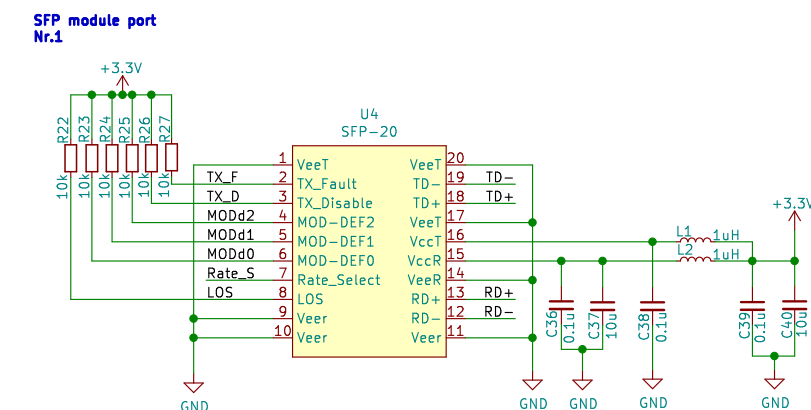 SFP module port
Nr.1
+3.3V
R22
R23
R24
R25
R26
R27
10k
10k
10k
10k
10k
10k
U4
SFP-20
1 VeeT
TX_F 2 TX_Fault
TX_D 3 TX_Disable
MODd2 4 MOD-DEF2
MODd1 5 MOD-DEF1
MODd0 6 MOD-DEF0
Rate_S 7 Rate_Select
LOS 8 LOS
9 Veer
10 Veer
VeeT 20
TD- 19 TD-
TD+ 18 TD+
VeeT 17
VccT 16
VccR 15
VeeR 14
RD+ 13 RD+
RD- 12 RD-
Veer 11
L1 1uH
L2 1uH
+3.3V
C36 0.1u
C37 10u
C38 0.1u
C39 0.1u
C40 10u
GND
GND
GND
GND
GND